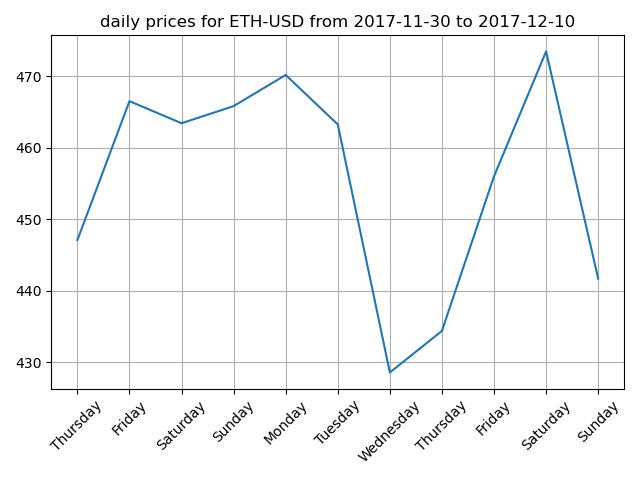 daily prices for ETH-USD from 2017-11-30 to 2017-12-10
470
460
450
440
430
Thursday
Friday
Saturday
Sunday
Monday
Tuesday
Wednesday
Thursday
Friday
Saturday
Sunday